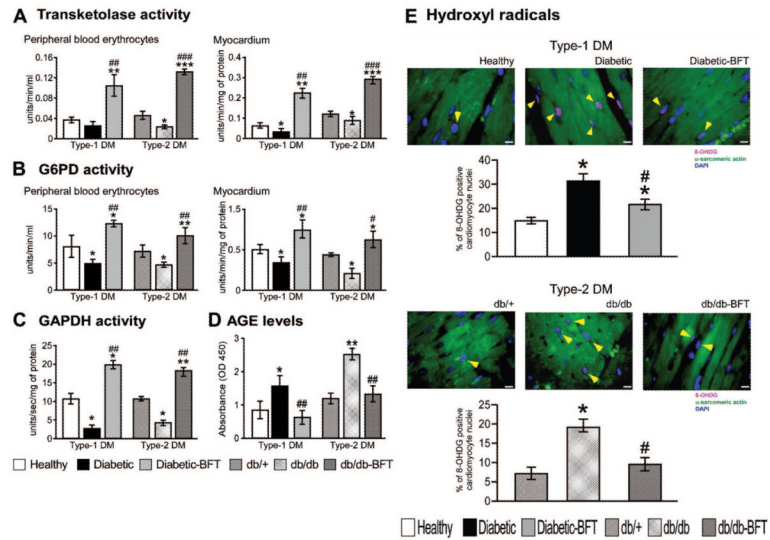 A Transketolase activity
Peripheral blood erythrocytes
units/min/ml
0.16
0.12
0.08
0.04
0
##
**
*
###
***
Type-1 DM
Type-2 DM
Myocardium
units/min/mg of protein
0.4
0.3
0.2
0.1
0
*
##
**
*
###
***
Type-1 DM
Type-2 DM
B G6PD activity
Peripheral blood erythrocytes
units/min/ml
15
10
5
0
*
##
*
*
##
**
Type-1 DM
Type-2 DM
Myocardium
units/min/mg of protein
1
0.5
0
*
##
*
*
#
*
Type-1 DM
Type-2 DM
C GAPDH activity
units/sec/mg of protein
25
20
15
10
5
0
*
##
*
*
##
**
Type-1 DM
Type-2 DM
D AGE levels
Absorbance (OD 450)
3
2
1
0
*
##
**
##
Type-1 DM
Type-2 DM
Healthy
Diabetic
Diabetic-BFT
db/+
db/db
db/db-BFT
E Hydroxyl radicals
Type-1 DM
Healthy
Diabetic
Diabetic-BFT
8-OHDG
α-sarcomeric actin
DAPI
% of 8-OHDG positive
cardiomyocyte nuclei
40
30
20
10
0
*
#
*
Type-2 DM
db/+
db/db
db/db-BFT
8-OHDG
α-sarcomeric actin
DAPI
% of 8-OHDG positive
cardiomyocyte nuclei
25
20
15
10
5
0
*
#
Healthy
Diabetic
Diabetic-BFT
db/+
db/db
db/db-BFT